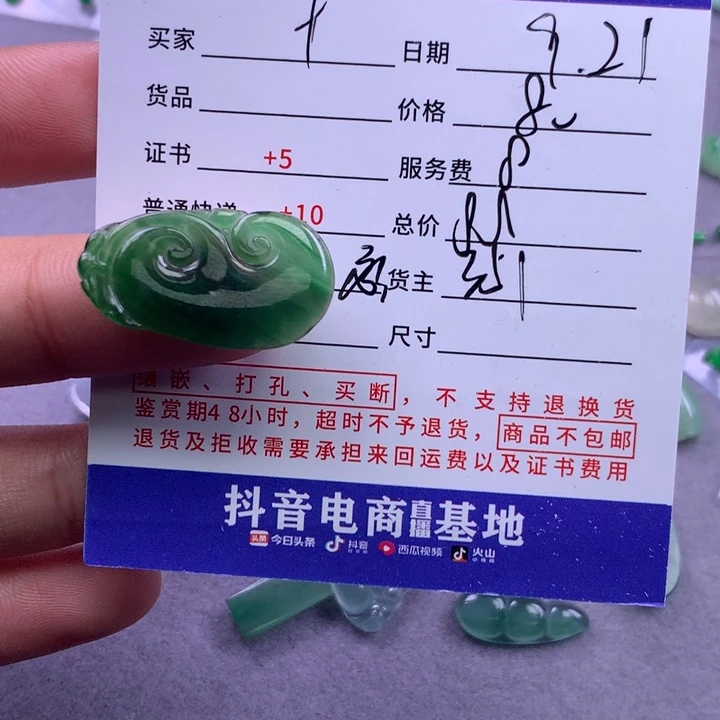 买家 日期 9.21
货品 价格 80
证书 +5 服务费 8
普通快递 +10 总价
货主
尺寸
镶嵌、打孔、买断，不支持退换货
鉴赏期48小时，超时不予退货，商品不包邮
退货及拒收需要承担来回运费以及证书费用
抖音电商直播基地
头条 今日头条 抖音 西瓜视频 火山